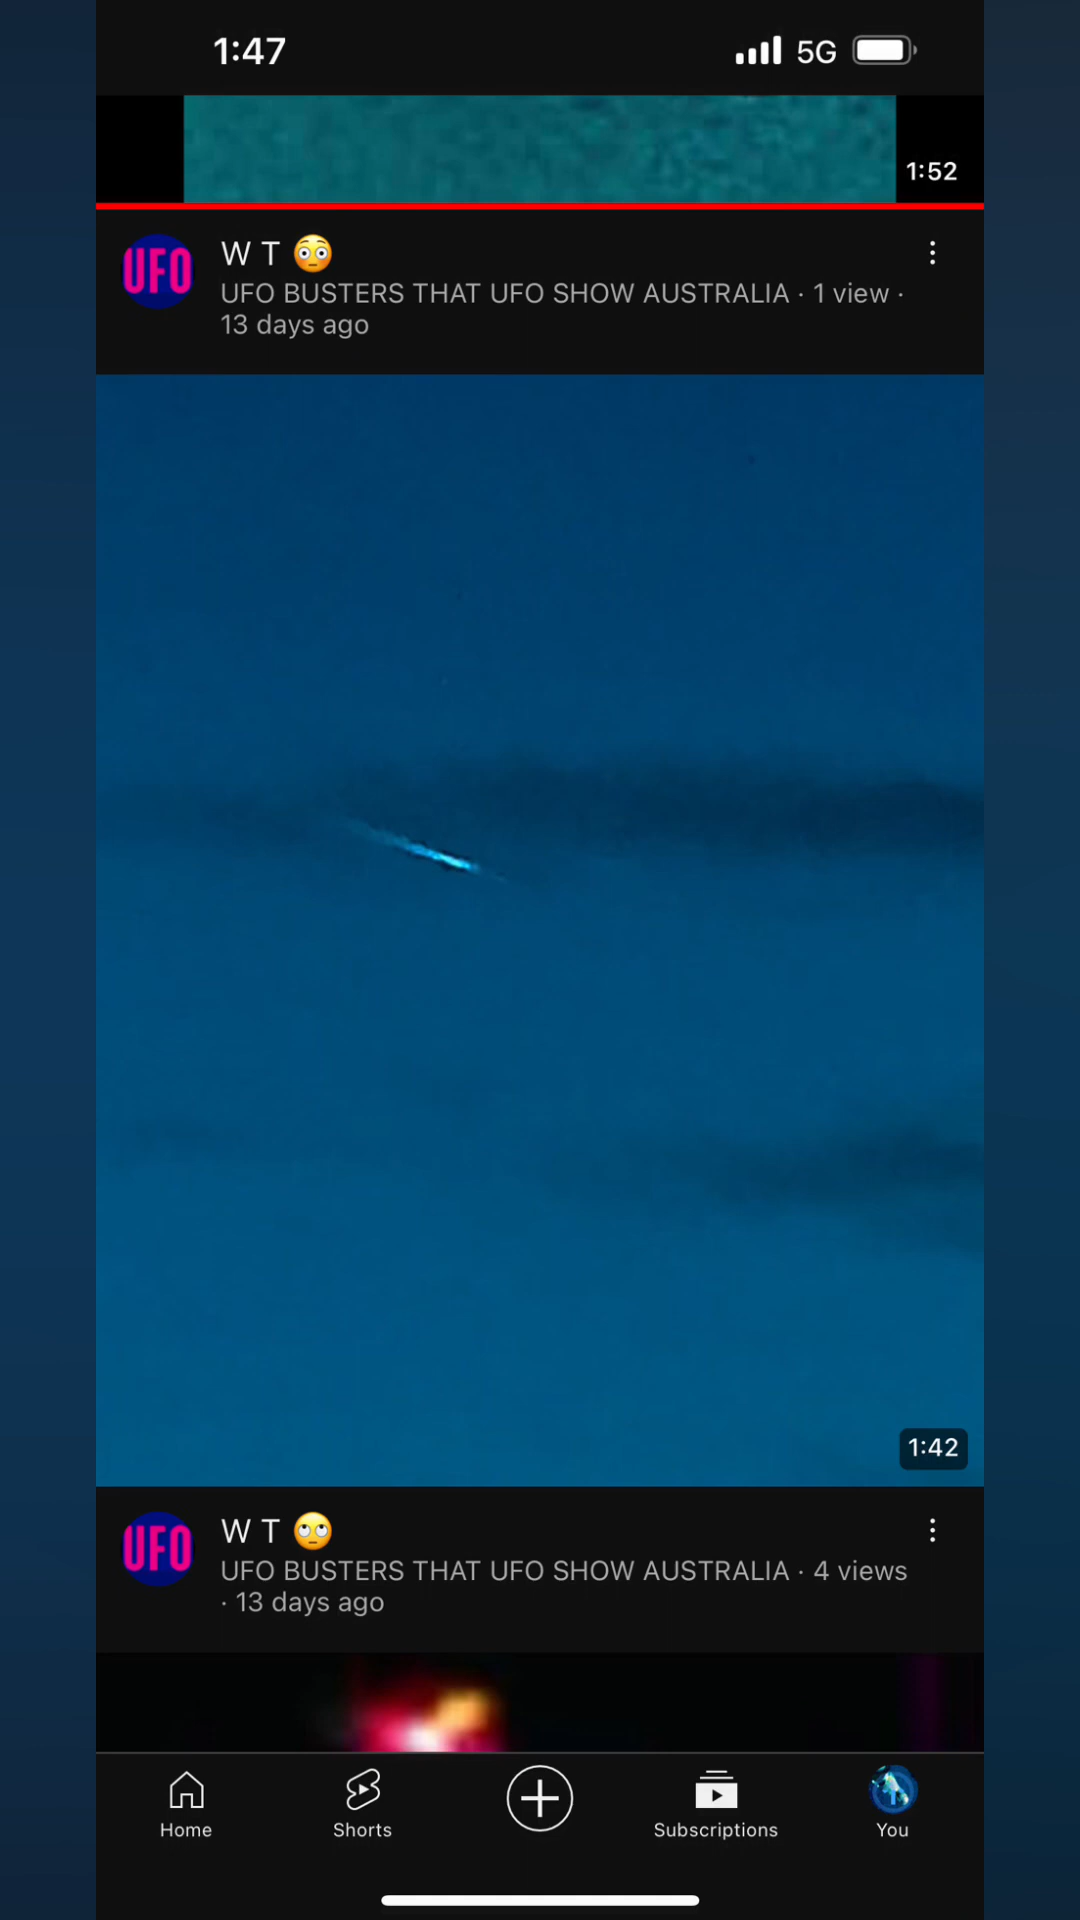 1:47 5G
1:52
UFO
W T 😳
UFO BUSTERS THAT UFO SHOW AUSTRALIA · 1 view ·
13 days ago
1:42
UFO
W T 🙄
UFO BUSTERS THAT UFO SHOW AUSTRALIA · 4 views
· 13 days ago
Home Shorts Subscriptions You